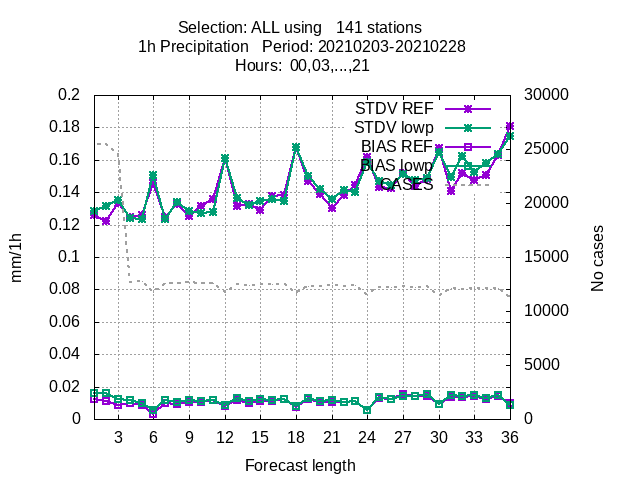 Selection: ALL using   141 stations
1h Precipitation   Period: 20210203-20210228
Hours:  00,03,...,21
0.2
0.18
0.16
0.14
0.12
0.1
0.08
0.06
0.04
0.02
0
mm/1h
STDV REF
STDV lowp
BIAS REF
BIAS lowp
CASES
30000
25000
20000
15000
10000
5000
0
No cases
3 6 9 12 15 18 21 24 27 30 33 36
Forecast length